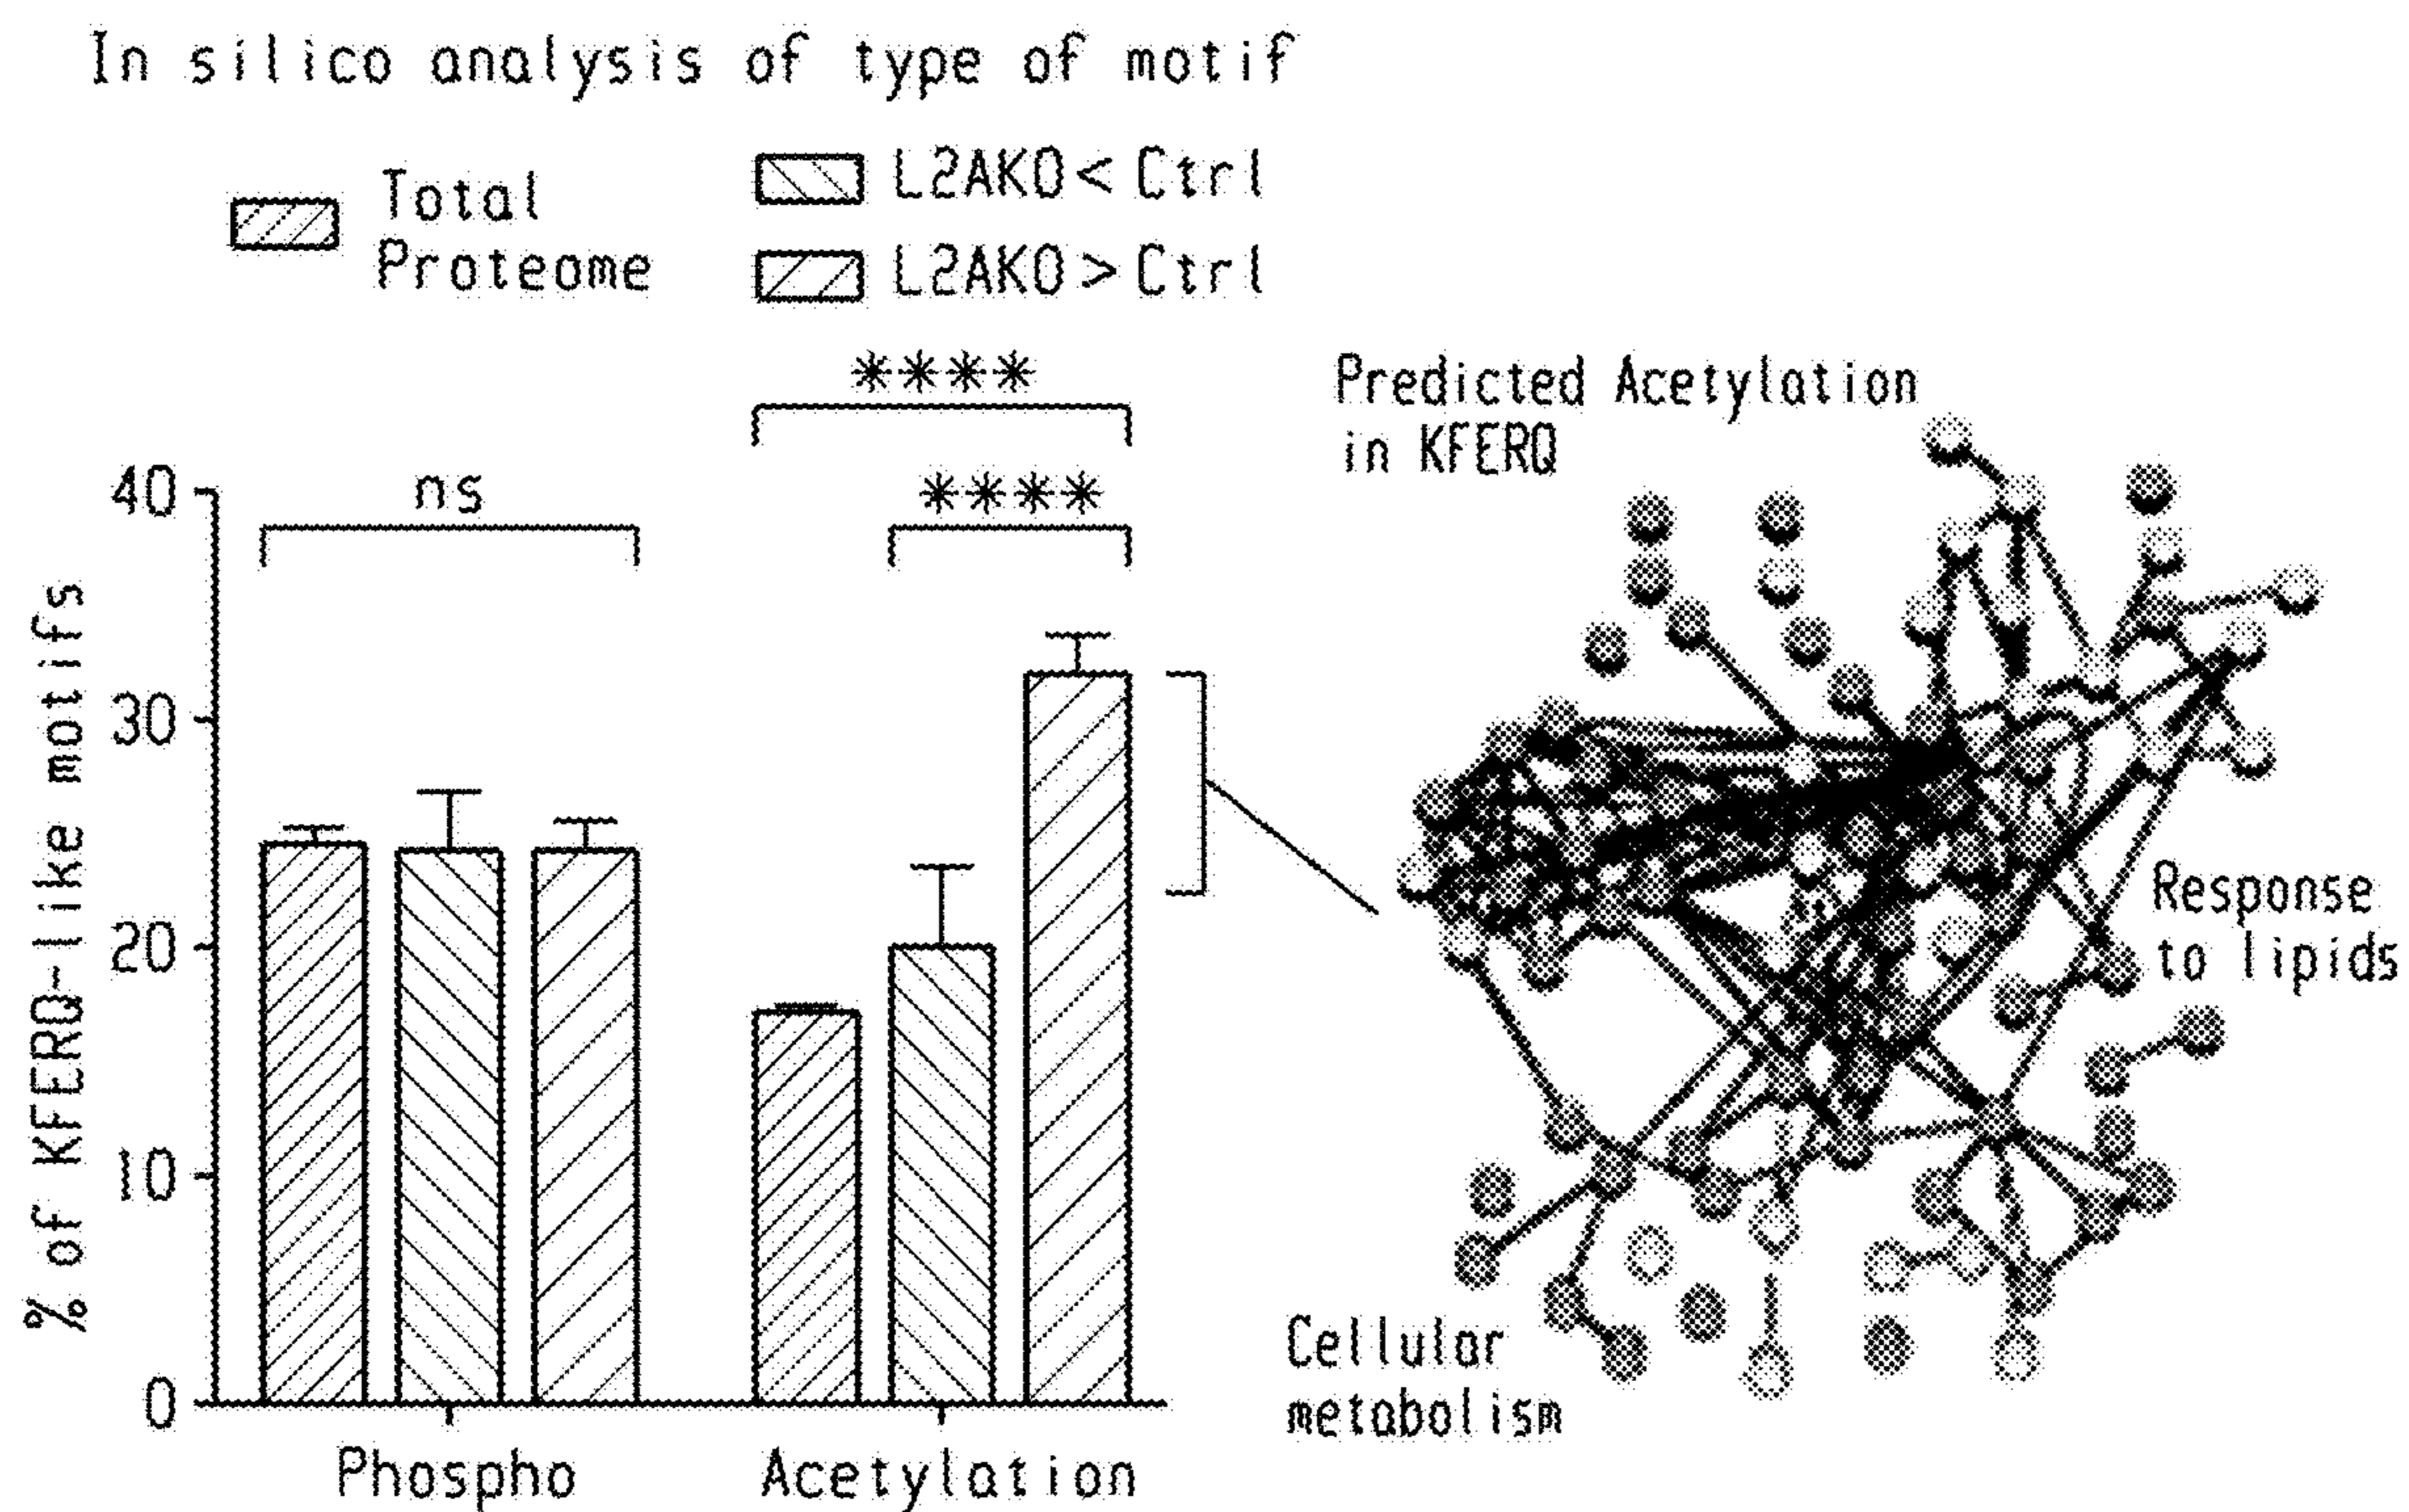 In silico analysis of type of motif
Total
Proteome
L2AKO < Ctrl
L2AKO > Ctrl
% of KFERQ-like motifs
40
30
20
10
0
ns
****
****
Phospho
Acetylation
Predicted Acetylation
in KFERQ
Response
to lipids
Cellular
metabolism